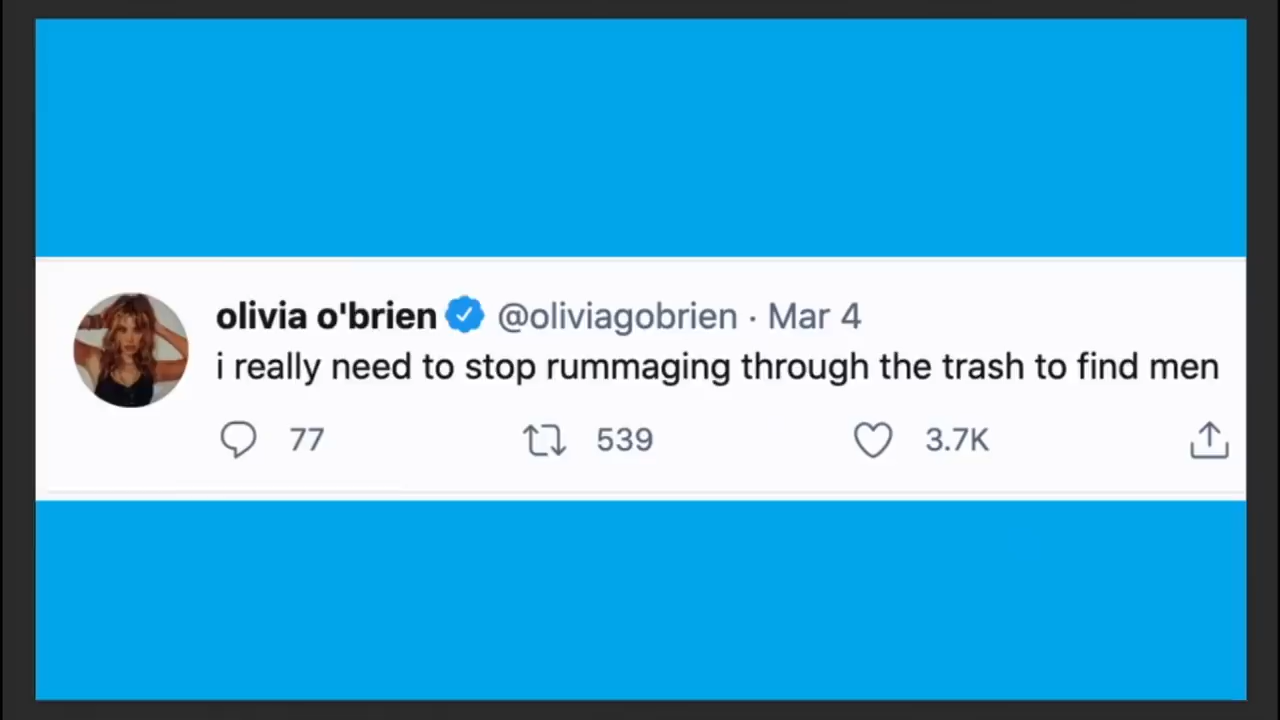 olivia o'brien @oliviagobrien · Mar 4
i really need to stop rummaging through the trash to find men
77 539 3.7K